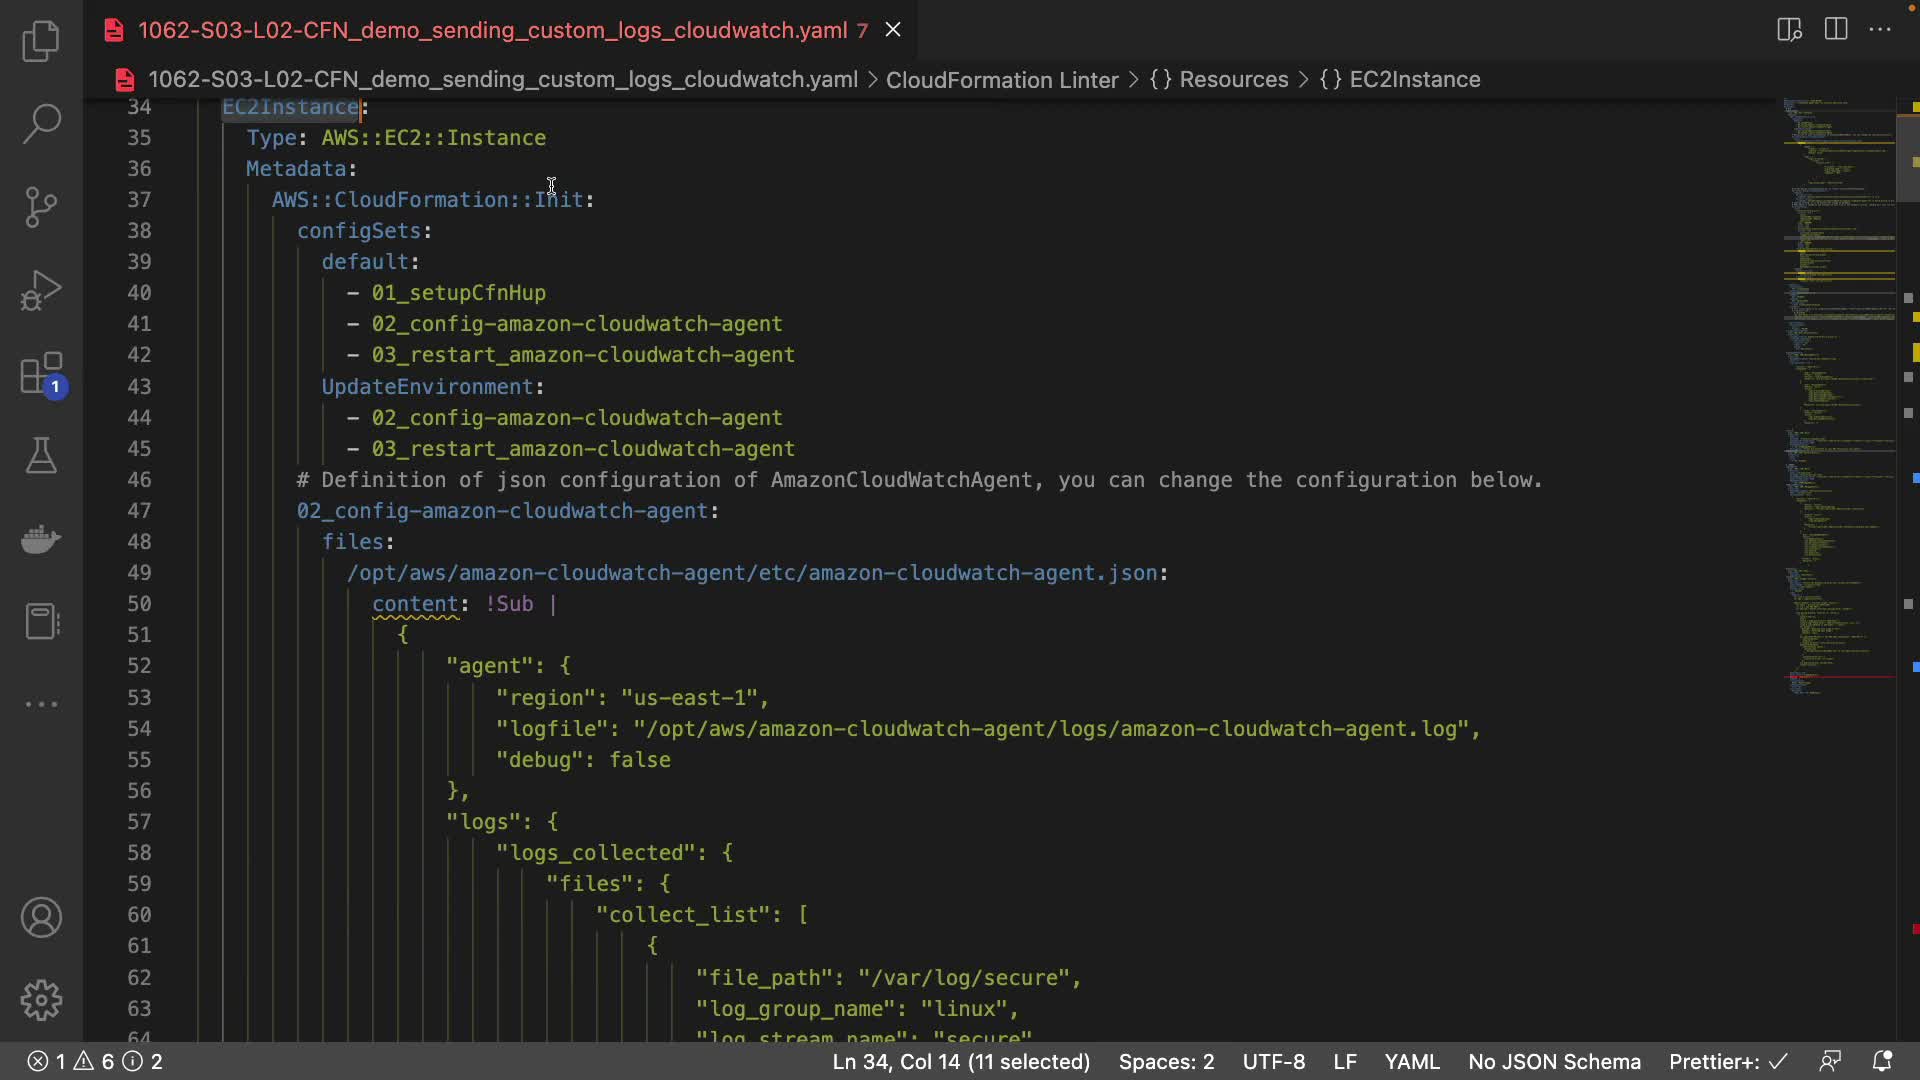 1062-S03-L02-CFN_demo_sending_custom_logs_cloudwatch.yaml 7
1062-S03-L02-CFN_demo_sending_custom_logs_cloudwatch.yaml > CloudFormation Linter > {} Resources > {} EC2Instance
34 EC2Instance:
35 Type: AWS::EC2::Instance
36 Metadata:
37 AWS::CloudFormation::Init:
38 configSets:
39 default:
40 - 01_setupCfnHup
41 - 02_config-amazon-cloudwatch-agent
42 - 03_restart_amazon-cloudwatch-agent
43 UpdateEnvironment:
44 - 02_config-amazon-cloudwatch-agent
45 - 03_restart_amazon-cloudwatch-agent
46 # Definition of json configuration of AmazonCloudWatchAgent, you can change the configuration below.
47 02_config-amazon-cloudwatch-agent:
48 files:
49 /opt/aws/amazon-cloudwatch-agent/etc/amazon-cloudwatch-agent.json:
50 content: !Sub |
51 {
52 "agent": {
53 "region": "us-east-1",
54 "logfile": "/opt/aws/amazon-cloudwatch-agent/logs/amazon-cloudwatch-agent.log",
55 "debug": false
56 },
57 "logs": {
58 "logs_collected": {
59 "files": {
60 "collect_list": [
61 {
62 "file_path": "/var/log/secure",
63 "log_group_name": "linux",
64 "log_stream_name": "secure"
1
1 6 2 Ln 34, Col 14 (11 selected) Spaces: 2 UTF-8 LF YAML No JSON Schema Prettier+: ✓